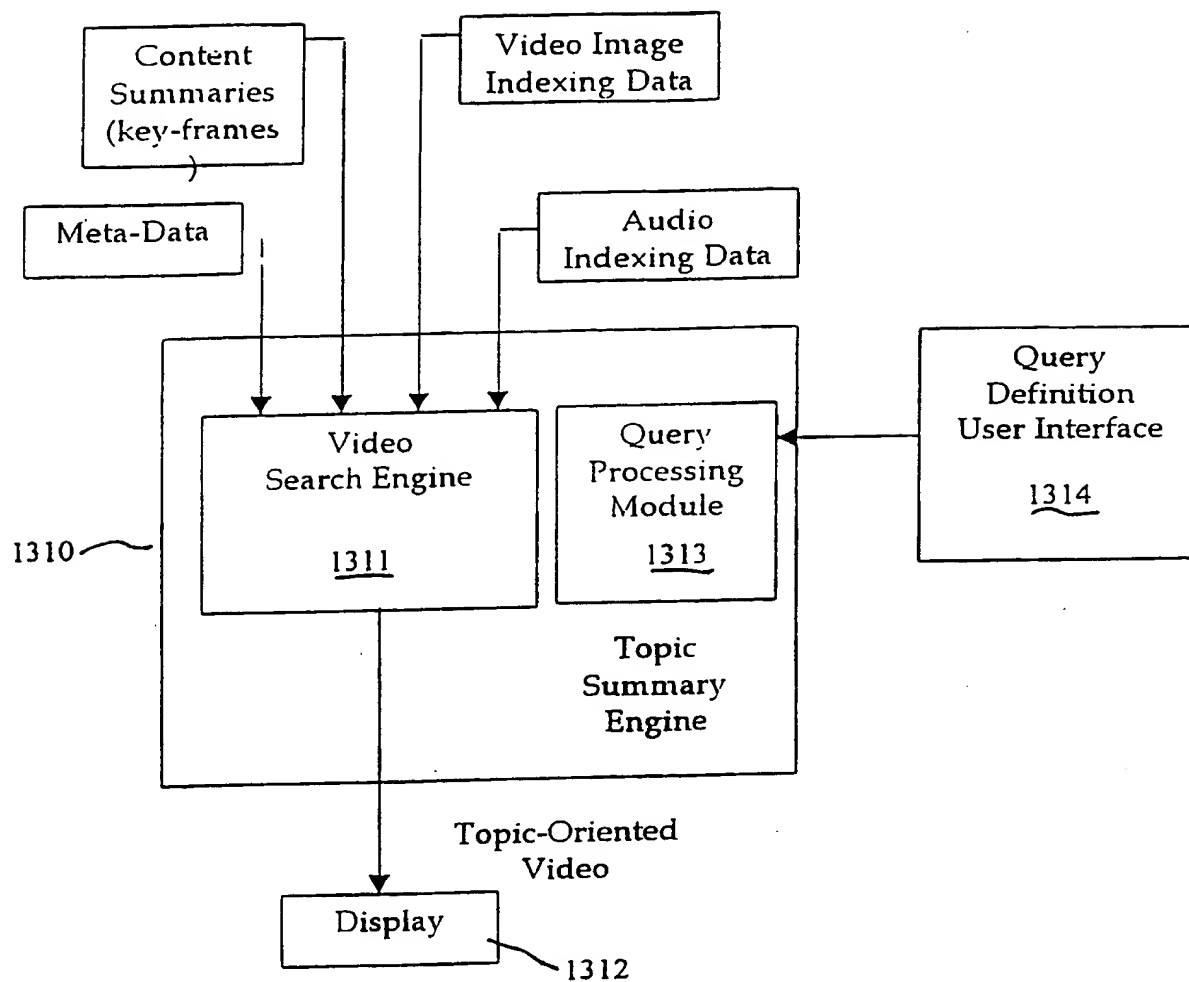 Content
Summaries
(key-frames
)
Video Image
Indexing Data
Meta-Data
Audio
Indexing Data
Query
Definition
User Interface
1314
Video
Search Engine
1311
Query
Processing
Module
1313
1310
Topic
Summary
Engine
Topic-Oriented
Video
Display
1312